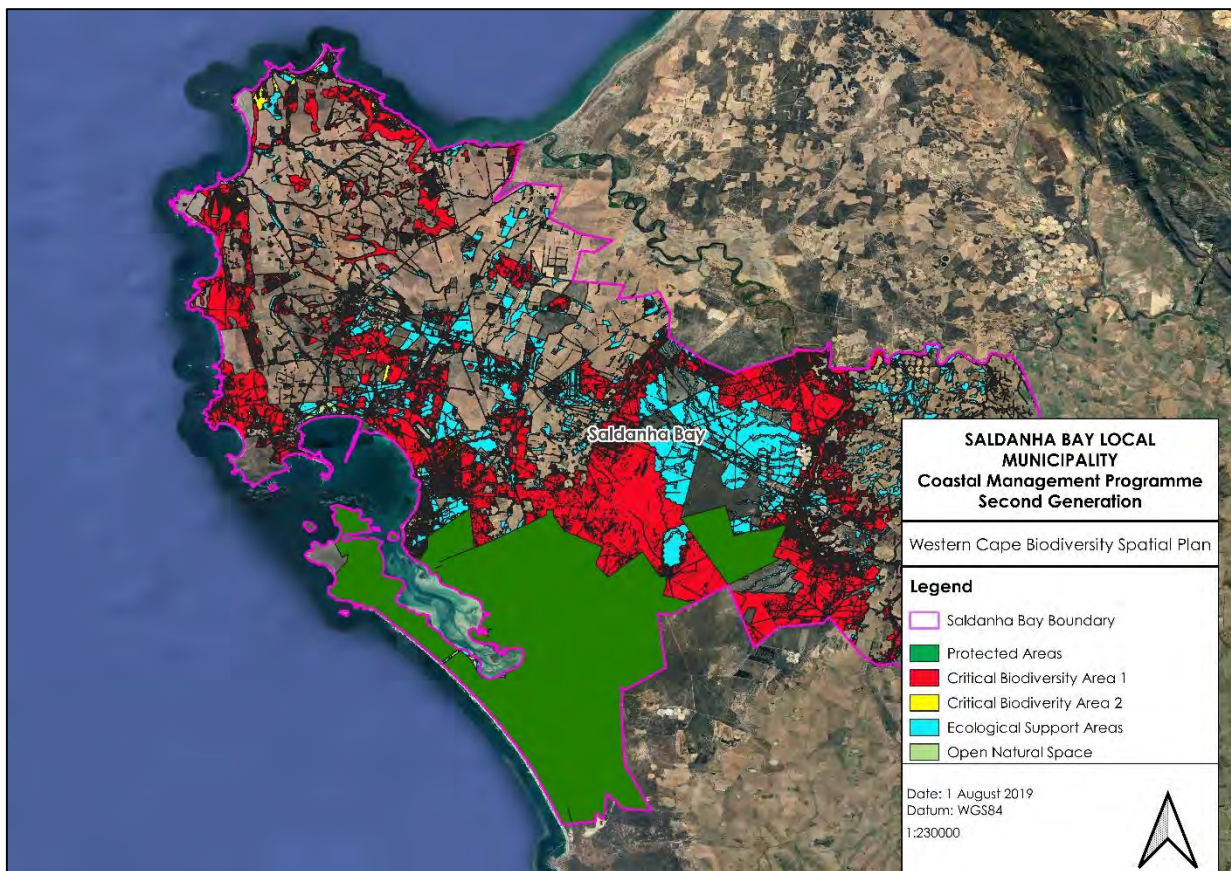 Saldanha Bay
SALDANHA BAY LOCAL
MUNICIPALITY
Coastal Management Programme
Second Generation
Western Cape Biodiversity Spatial Plan
Legend
Saldanha Bay Boundary
Protected Areas
Critical Biodiversity Area 1
Critical Biodiverity Area 2
Ecological Support Areas
Open Natural Space
Date: 1 August 2019
Datum: WGS84
1:230000